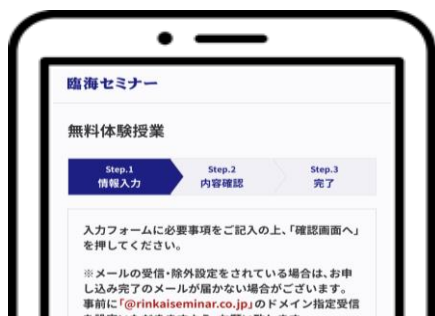 臨海セミナー
無料体験授業
Step.1
情報入力
Step.2
内容確認
Step.3
完了
入力フォームに必要事項をご記入の上、「確認画面へ」
を押してください。
※メールの受信・除外設定をされている場合は、お申
し込み完了のメールが届かない場合がございます。
事前に「@rinkaiseminar.co.jp」のドメイン指定受信